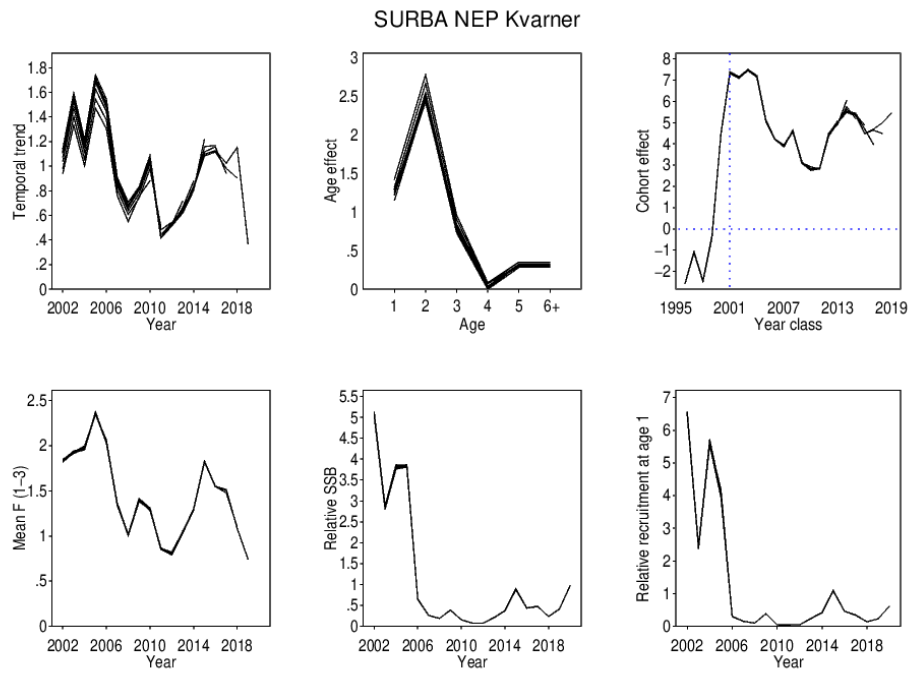 SURBA NEP Kvarner
Temporal trend
1.8
1.6
1.4
1.2
1
.8
.6
.4
.2
0
2002 2006 2010 2014 2018
Year
Age effect
3
2.5
2
1.5
1
.5
0
1 2 3 4 5 6+
Age
Cohort effect
8
7
6
5
4
3
2
1
0
−1
−2
1995 2001 2007 2013 2019
Year class
Mean F (1−3)
2.5
2
1.5
1
.5
0
2002 2006 2010 2014 2018
Year
Relative SSB
5.5
5
4.5
4
3.5
3
2.5
2
1.5
1
.5
0
2002 2006 2010 2014 2018
Year
Relative recruitment at age 1
7
6
5
4
3
2
1
0
2002 2006 2010 2014 2018
Year